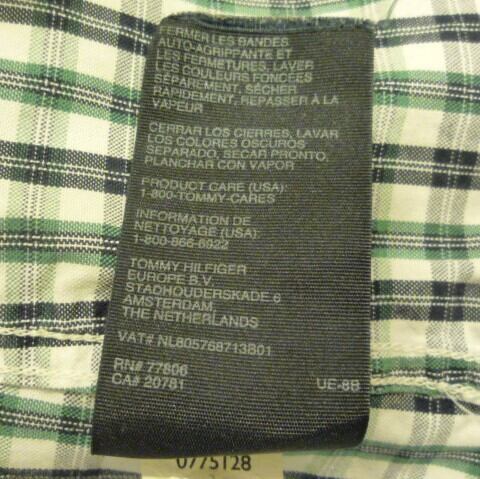 FERMER LES BANDES
AUTO-AGRIPPANTE ET
LES FERMETURES, LAVER
LES COULEURS FONCÉES
SÉPAREMENT, SÉCHER
RAPIDEMENT, REPASSER À LA
VAPEUR
CERRAR LOS CIERRES, LAVAR
LOS COLORES OSCUROS
SEPARADO, SECAR PRONTO,
PLANCHAR CON VAPOR
PRODUCT CARE (USA):
1-800-TOMMY-CARES
INFORMATION DE
NETTOYAGE (USA):
1-800-866-6922
TOMMY HILFIGER
EUROPE B.V.
STADHOUDERSKADE 6
AMSTERDAM,
THE NETHERLANDS
VAT# NL805768713B01
RN# 77806
CA# 20781 UE-8B
0775128